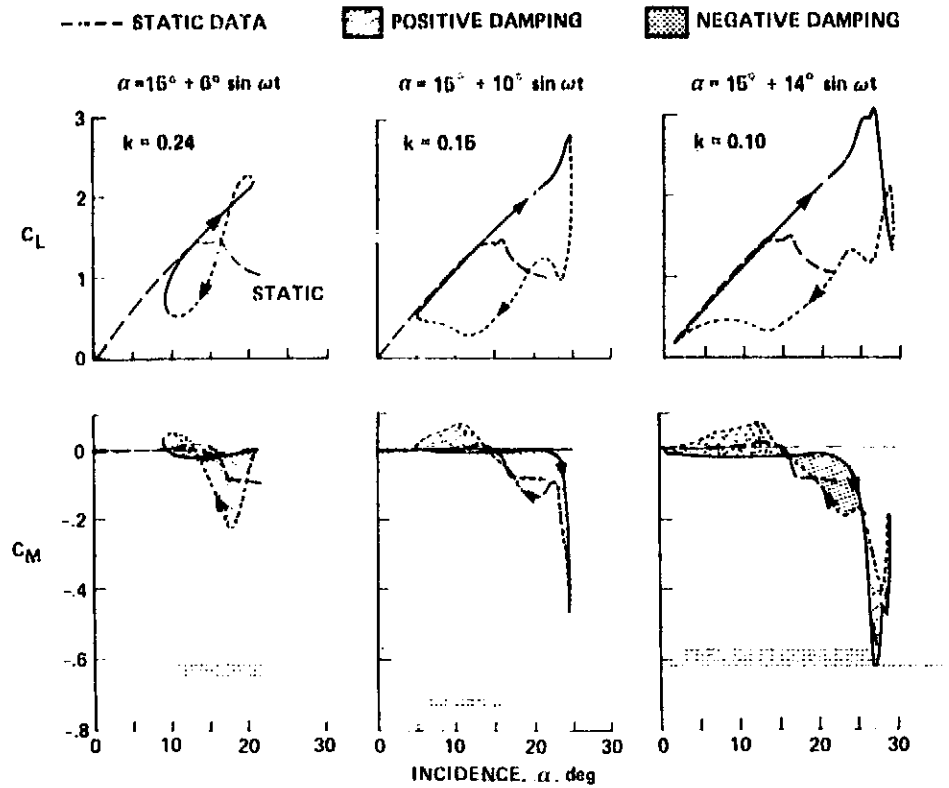 STATIC DATA POSITIVE DAMPING NEGATIVE DAMPING
α = 15° + 6° sin ωt α = 15° + 10° sin ωt α = 15° + 14° sin ωt
3
k = 0.24 k = 0.15 k = 0.10
2
C_L
1
STATIC
0
0
-.2
C_M
-.4
-.6
-.8
0 10 20 30 0 10 20 30 0 10 20 30
INCIDENCE, α, deg